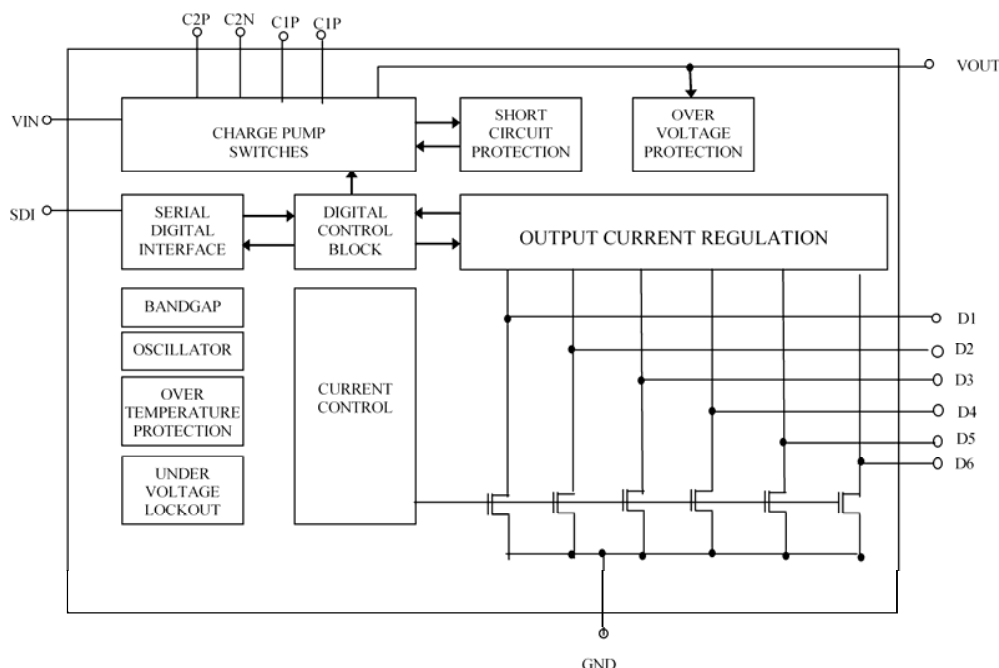 C2P C2N C1P C1P
VOUT
VIN
CHARGE PUMP
SWITCHES
SHORT
CIRCUIT
PROTECTION
OVER
VOLTAGE
PROTECTION
SDI
SERIAL
DIGITAL
INTERFACE
DIGITAL
CONTROL
BLOCK
OUTPUT CURRENT REGULATION
BANDGAP
OSCILLATOR
OVER
TEMPERATURE
PROTECTION
UNDER
VOLTAGE
LOCKOUT
CURRENT
CONTROL
D1
D2
D3
D4
D5
D6
GND